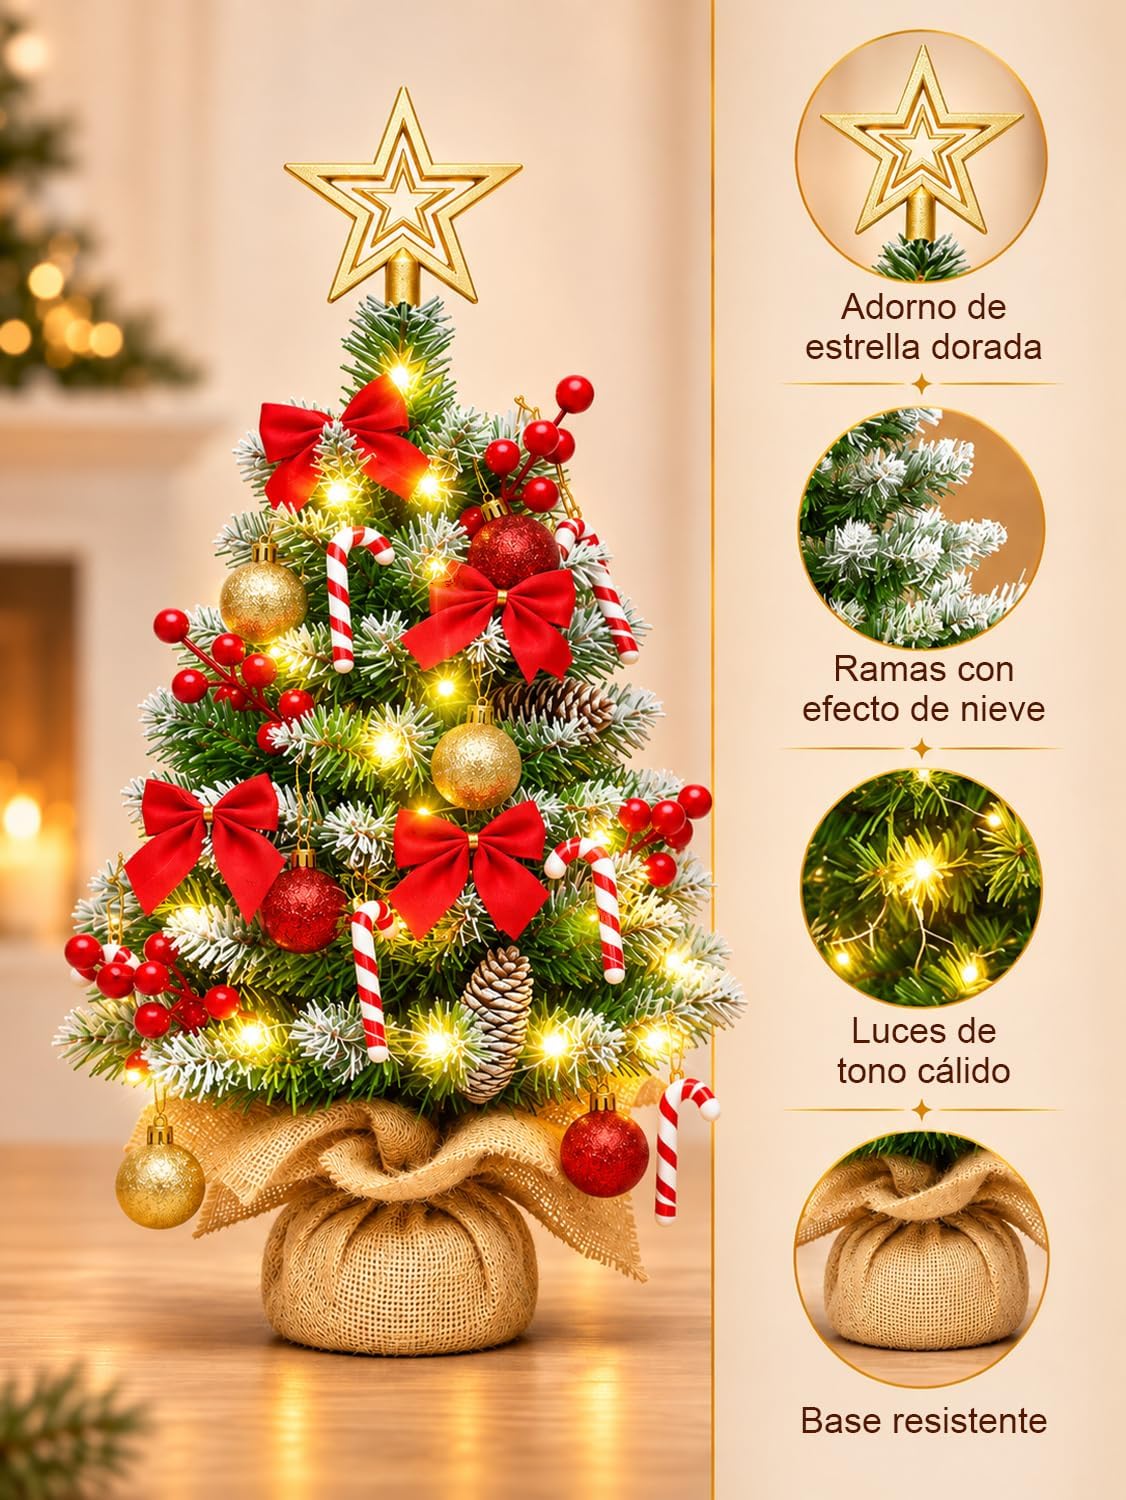 Adorno de
estrella dorada
Ramas con
efecto de nieve
Luces de
tono cálido
Base resistente